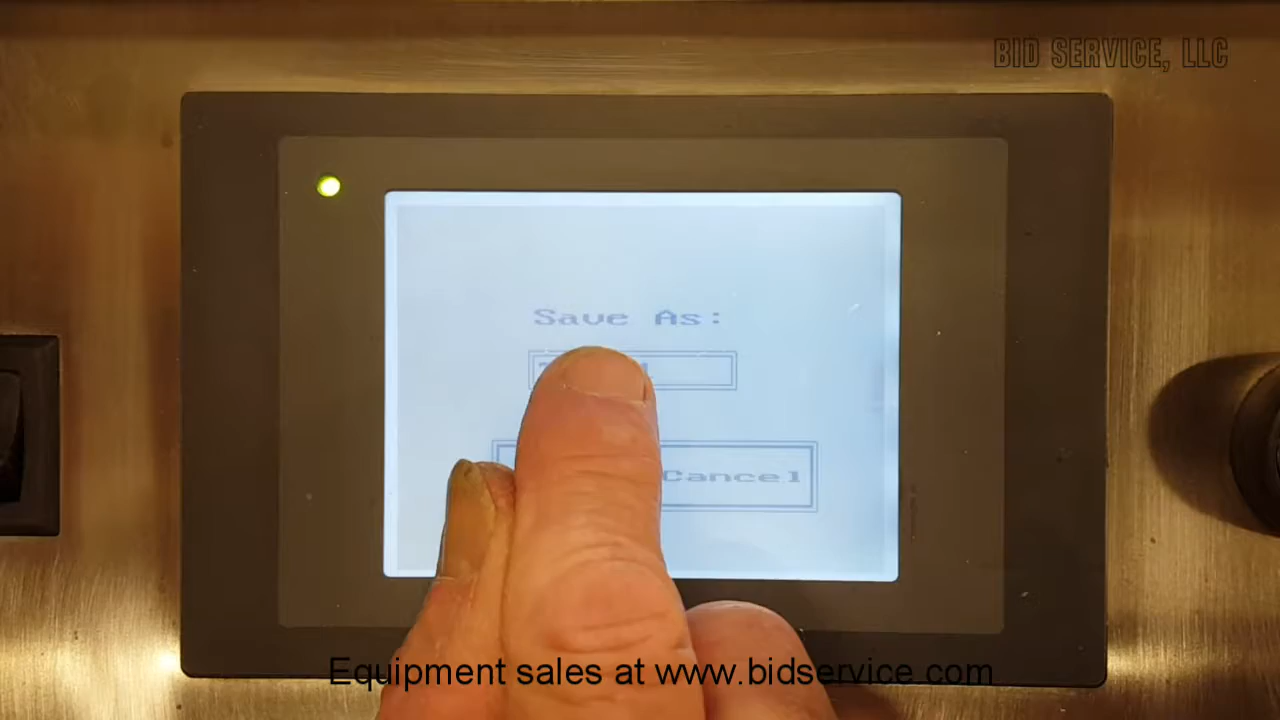 BID SERVICE, LLC
Save As:
Cancel
Equipment sales at www.bidservice.com